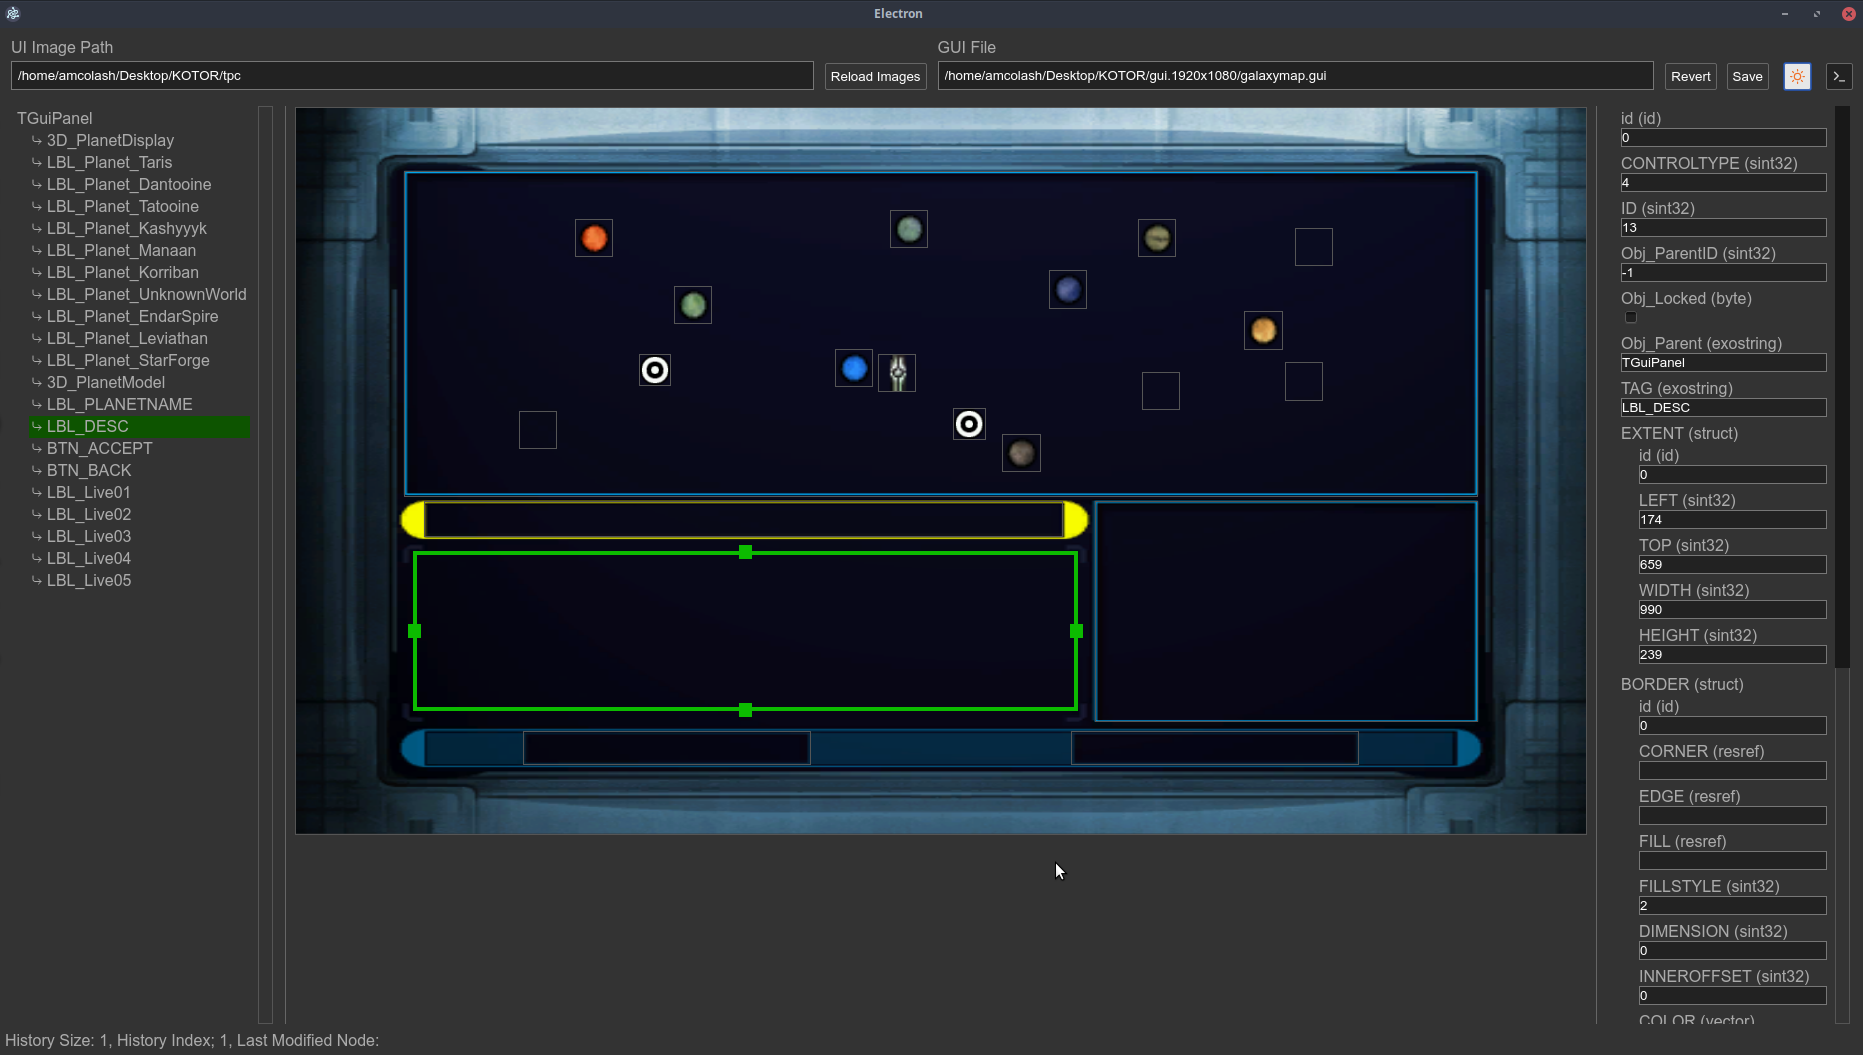 Electron
UI Image Path
GUI File
/home/amcolash/Desktop/KOTOR/tpc
Reload Images
/home/amcolash/Desktop/KOTOR/gui.1920x1080/galaxymap.gui
Revert
Save
TGuiPanel
3D_PlanetDisplay
LBL_Planet_Taris
LBL_Planet_Dantooine
LBL_Planet_Tatooine
LBL_Planet_Kashyyyk
LBL_Planet_Manaan
LBL_Planet_Korriban
LBL_Planet_UnknownWorld
LBL_Planet_EndarSpire
LBL_Planet_Leviathan
LBL_Planet_StarForge
3D_PlanetModel
LBL_PLANETNAME
LBL_DESC
BTN_ACCEPT
BTN_BACK
LBL_Live01
LBL_Live02
LBL_Live03
LBL_Live04
LBL_Live05
id (id)
0
CONTROLTYPE (sint32)
4
ID (sint32)
13
Obj_ParentID (sint32)
-1
Obj_Locked (byte)
Obj_Parent (exostring)
TGuiPanel
TAG (exostring)
LBL_DESC
EXTENT (struct)
id (id)
0
LEFT (sint32)
174
TOP (sint32)
659
WIDTH (sint32)
990
HEIGHT (sint32)
239
BORDER (struct)
id (id)
0
CORNER (resref)
EDGE (resref)
FILL (resref)
FILLSTYLE (sint32)
2
DIMENSION (sint32)
0
INNEROFFSET (sint32)
0
COLOR (vector)
History Size: 1, History Index; 1, Last Modified Node: